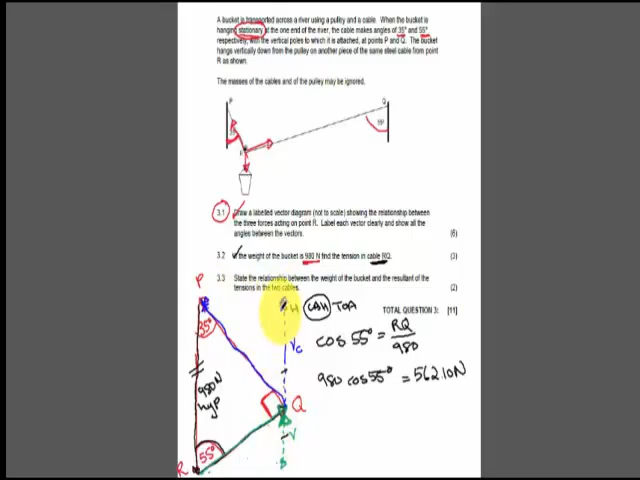 A bucket is transported across a river using a pulley and a cable. When the bucket is
hanging stationary at the one end of the river, the cable makes angles of 35° and 55°
respectively, with the vertical poles to which it is attached, at points P and Q. The bucket
hangs vertically down from the pulley on another piece of the same steel cable from point
R as shown.
The masses of the cables and of the pulley may be ignored.
P
Q
55°
3.1 Draw a labelled vector diagram (not to scale) showing the relationship between
the three forces acting on point R. Label each vector clearly and show all the
angles between the vectors. (6)
3.2 If the weight of the bucket is 980 N find the tension in cable RQ. (3)
3.3 State the relationship between the weight of the bucket and the resultant of the
tensions in the two cables. (2)
TOTAL QUESTION 3: [11]
P
35°
980N
hyp
55°
R
Q
H CAH TOA
cos 55° = RQ
980
980 cos55° = 562.10N